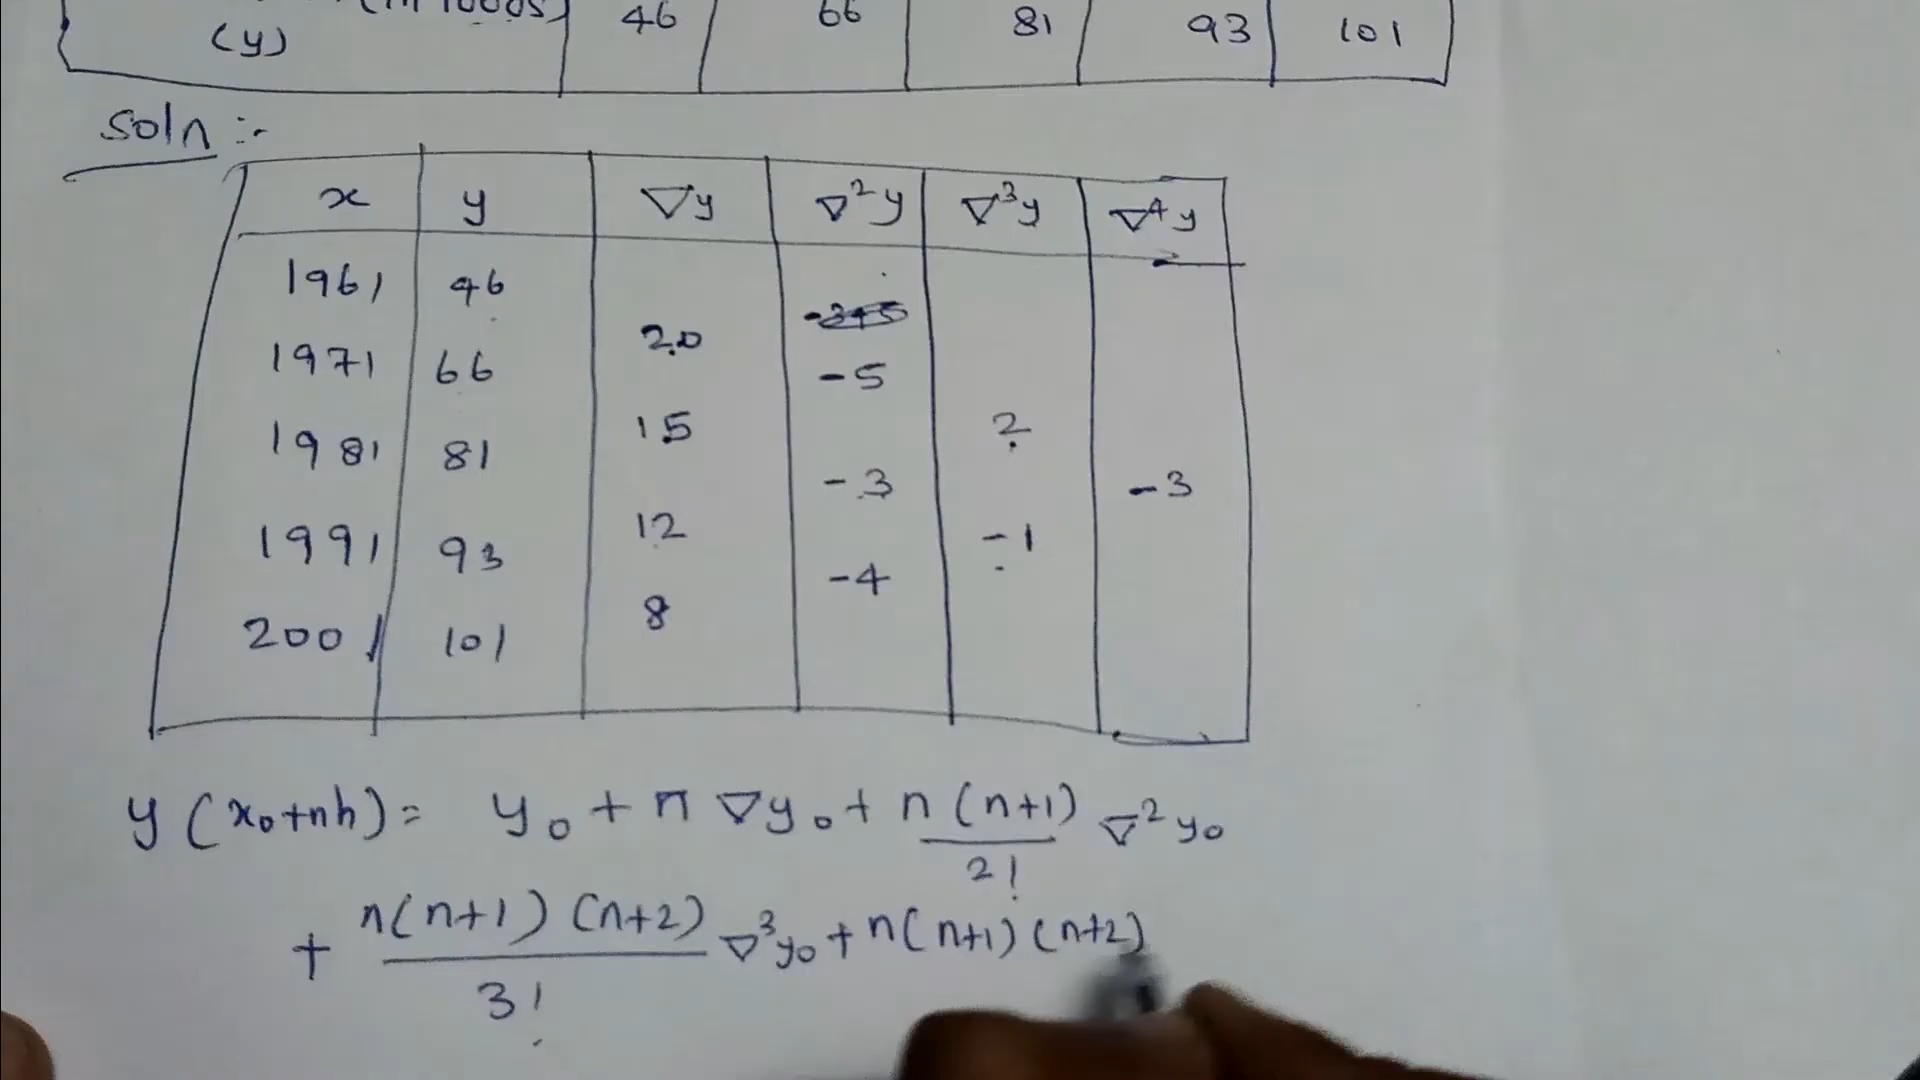 (in 1000s) 46 66 81 93 101
(y)
Soln :-
x y ∇y ∇²y ∇³y ∇⁴y
1961 46
20
1971 66 -5
15 2
1981 81 -3 -3
12 -1
1991 93 -4
8
2001 101
y (x₀+nh) = y₀ + n ∇y₀ + n (n+1)/2! ∇²y₀
+ n(n+1) (n+2)/3! ∇³y₀ + n(n+1) (n+2)